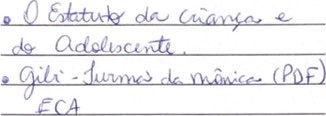 • O Estatuto da criança e
do Adolescente.
• Gibi - Turma da mônica (PDF)
ECA